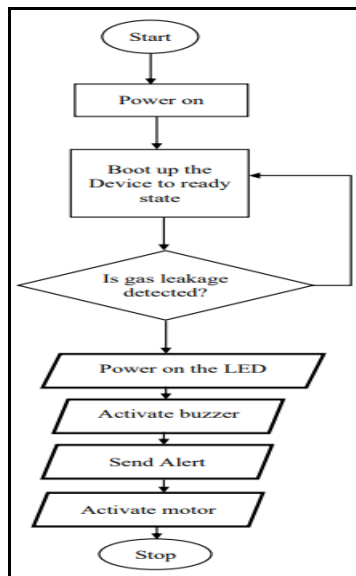 Start
Power on
Boot up the
Device to ready
state
Is gas leakage
detected?
Power on the LED
Activate buzzer
Send Alert
Activate motor
Stop